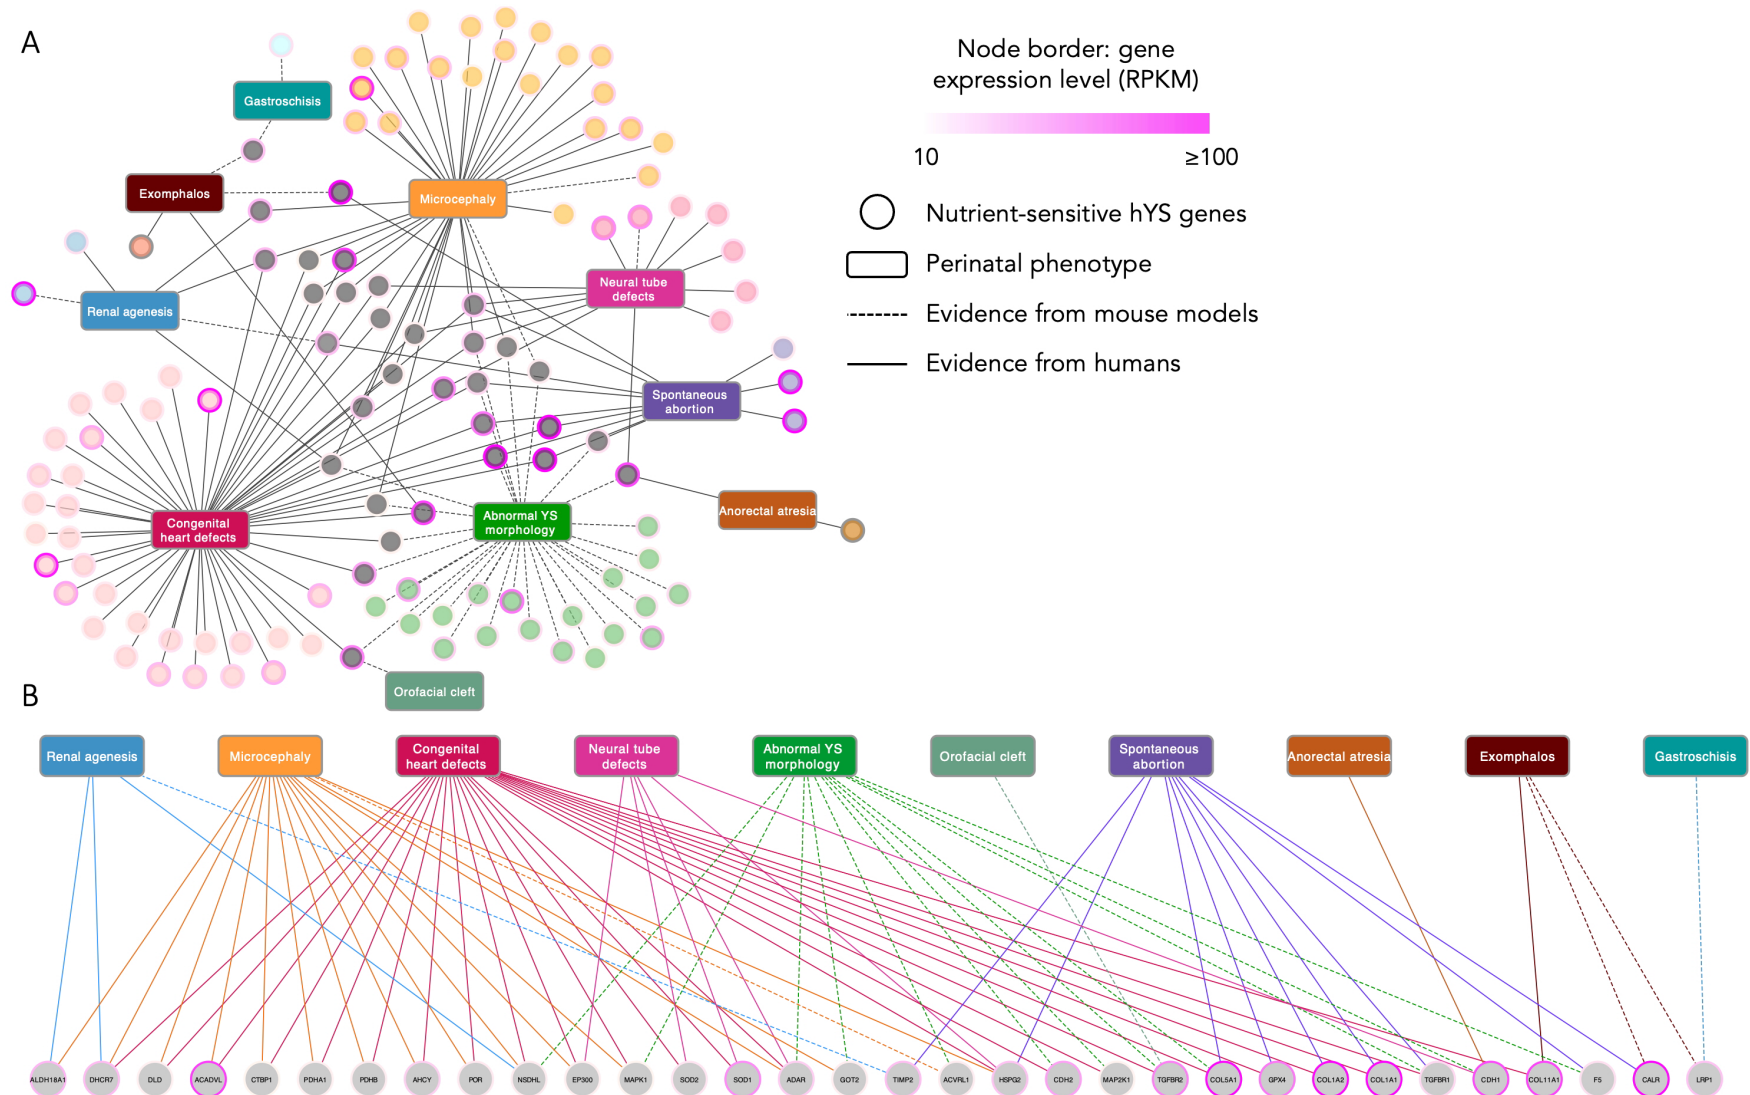 A
Node border: gene
expression level (RPKM)
10
≥100
Nutrient-sensitive hYS genes
Perinatal phenotype
Evidence from mouse models
Evidence from humans
Gastroschisis
Exomphalos
Microcephaly
Renal agenesis
Neural tube
defects
Spontaneous
abortion
Congenital
heart defects
Abnormal YS
morphology
Anorectal atresia
Orofacial cleft
B
Renal agenesis
Microcephaly
Congenital
heart defects
Neural tube
defects
Abnormal YS
morphology
Orofacial cleft
Spontaneous
abortion
Anorectal atresia
Exomphalos
Gastroschisis
ALDH18A1 DHCR7 DLD ACADVL CTBP1 PDHA1 PDHB AHCY POR NSDHL EP300 MAPK1 SOD2 SOD1 ADAR GOT2 TIMP2 ACVRL1 HSPG2 CDH2 MAP2K1 TGFBR2 COL5A1 GPX4 COL1A2 COL1A1 TGFBR1 CDH1 COL11A1 F5 CALR LRP1